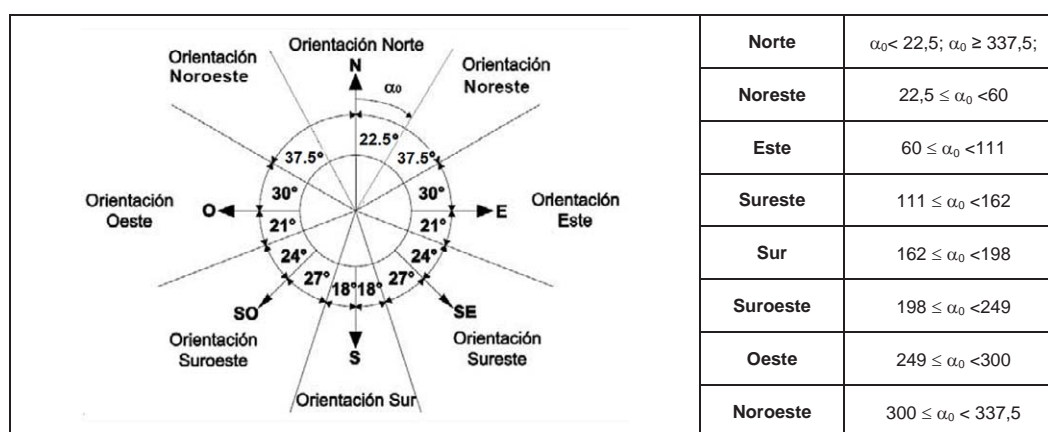 Orientación Norte
N
Orientación
Noroeste
Orientación
Noreste
α₀
22.5°
37.5°
37.5°
30°
30°
Orientación
Oeste
O
E
Orientación
Este
21°
21°
24°
24°
27°
18°
18°
27°
SO
SE
Orientación
Suroeste
S
Orientación
Sureste
Orientación Sur
Norte α₀< 22,5; α₀ ≥ 337,5;
Noreste 22,5 ≤ α₀ <60
Este 60 ≤ α₀ <111
Sureste 111 ≤ α₀ <162
Sur 162 ≤ α₀ <198
Suroeste 198 ≤ α₀ <249
Oeste 249 ≤ α₀ <300
Noroeste 300 ≤ α₀ < 337,5